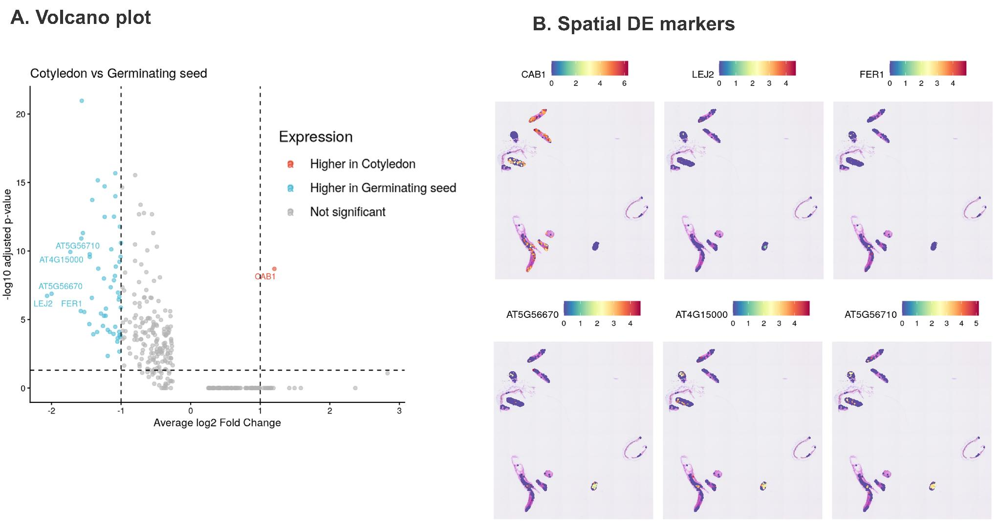 A. Volcano plot
Cotyledon vs Germinating seed
-log10 adjusted p-value
20
15
10
5
0
-2 -1 0 1 2 3
Average log2 Fold Change
AT5G56710
AT4G15000
AT5G56670
LEJ2 FER1
CAB1
Expression
a Higher in Cotyledon
a Higher in Germinating seed
a Not significant
B. Spatial DE markers
CAB1
0 2 4 6
LEJ2
0 1 2 3 4
FER1
0 1 2 3 4
AT5G56670
0 1 2 3 4
AT4G15000
0 1 2 3 4
AT5G56710
0 1 2 3 4 5